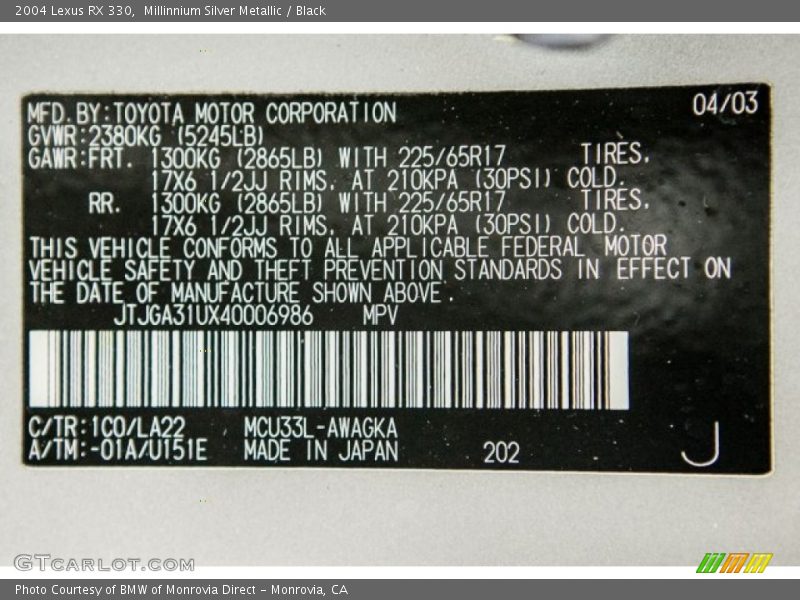 2004 Lexus RX 330,  Millinnium Silver Metallic / Black
MFD. BY:TOYOTA MOTOR CORPORATION 04/03
GVWR:2380KG (5245LB)
GAWR:FRT. 1300KG (2865LB) WITH 225/65R17 TIRES,
17X6 1/2JJ RIMS, AT 210KPA (30PSI) COLD.
RR. 1300KG (2865LB) WITH 225/65R17 TIRES,
17X6 1/2JJ RIMS, AT 210KPA (30PSI) COLD.
THIS VEHICLE CONFORMS TO ALL APPLICABLE FEDERAL MOTOR
VEHICLE SAFETY AND THEFT PREVENTION STANDARDS IN EFFECT ON
THE DATE OF MANUFACTURE SHOWN ABOVE.
JTJGA31UX40006986 MPV
C/TR:1C0/LA22 MCU33L-AWAGKA
A/TM:-01A/U151E MADE IN JAPAN 202 J
GTCARLOT.COM
Photo Courtesy of BMW of Monrovia Direct - Monrovia, CA